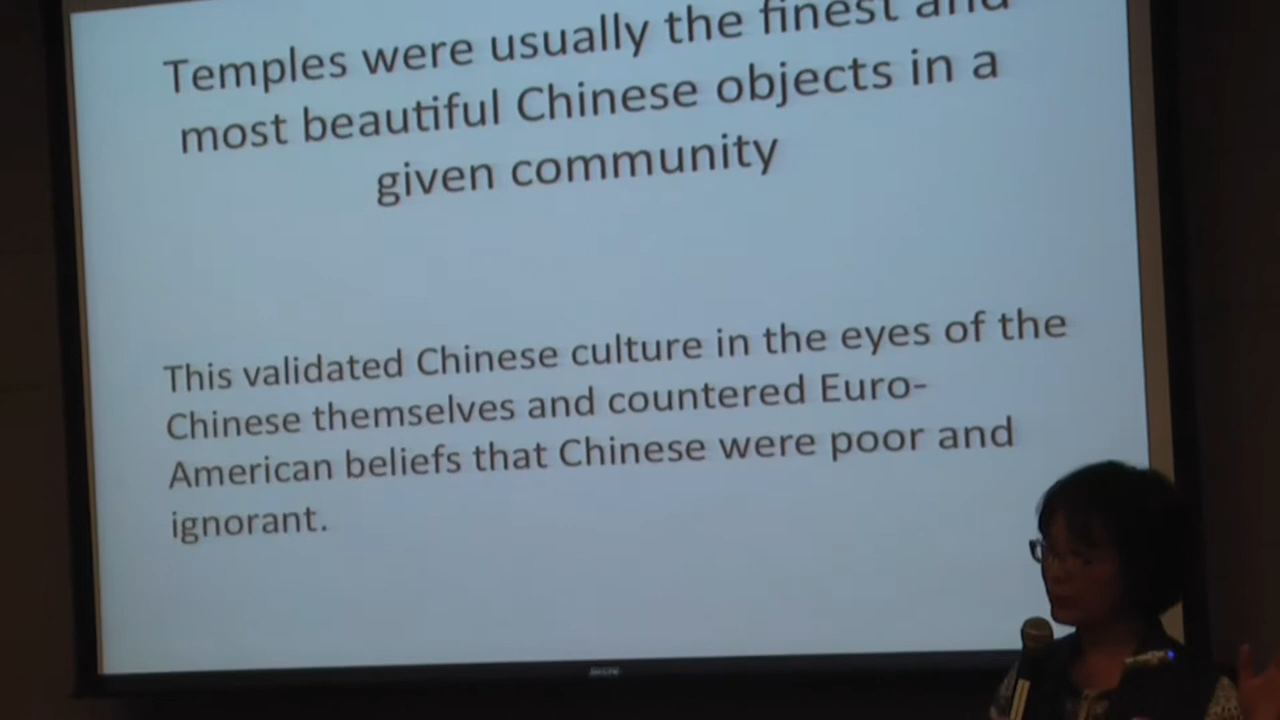 Temples were usually the finest and
most beautiful Chinese objects in a
given community
This validated Chinese culture in the eyes of the
Chinese themselves and countered Euro-
American beliefs that Chinese were poor and
ignorant.